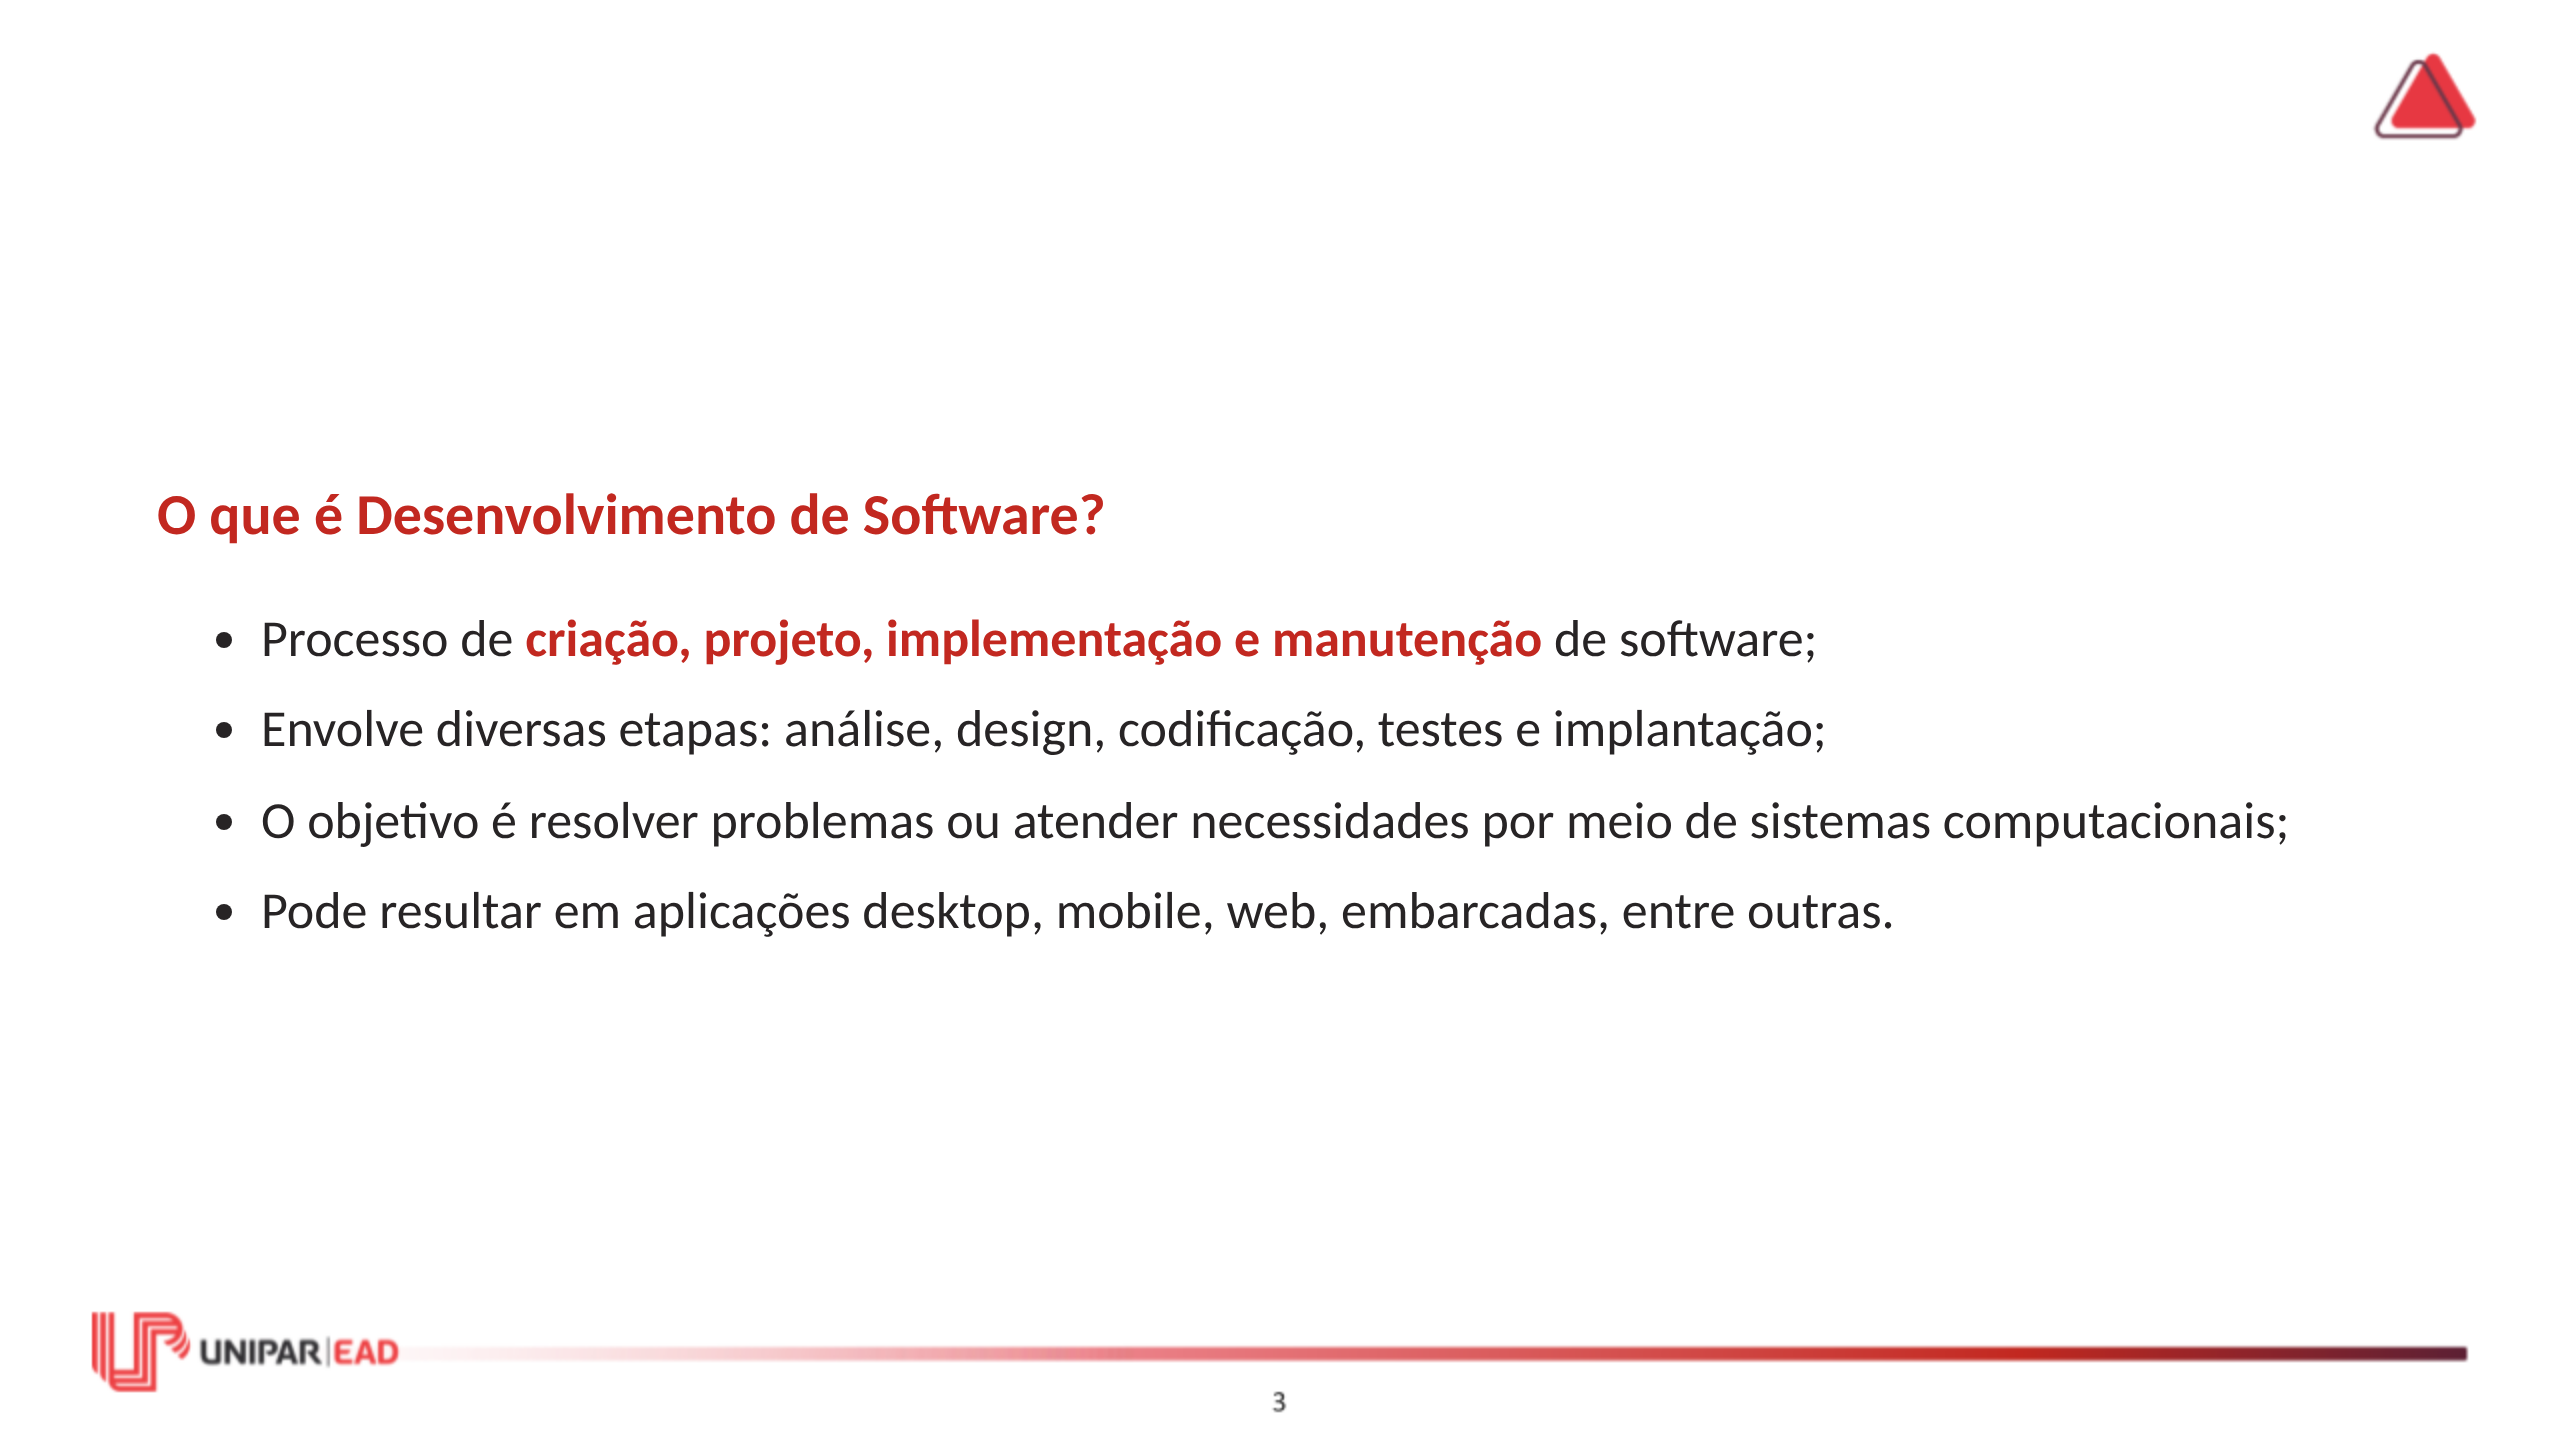 O que é Desenvolvimento de Software?
• Processo de criação, projeto, implementação e manutenção de software;
• Envolve diversas etapas: análise, design, codificação, testes e implantação;
• O objetivo é resolver problemas ou atender necessidades por meio de sistemas computacionais;
• Pode resultar em aplicações desktop, mobile, web, embarcadas, entre outras.
UNIPAR|EAD
3